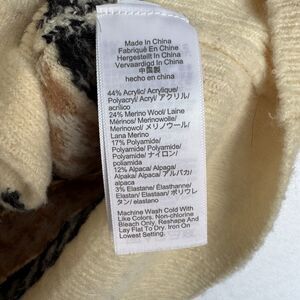 Made In China
Fabriqué En Chine
Hergestellt In China
Vervaardigd In China
中国製
hecho en china
44% Acrylic/ Acrylique/
Polyacryl/ Acryl/ アクリル/
acrílico
24% Merino Wool/ Laine
Mérinos/ Merinowolle/
Merinowol/ メリノウール/
Lana Merino
17% Polyamide/
Polyamide/ Polyamid/
Polyamide/ ナイロン/
poliamida
12% Alpaca/ Alpaga/
Alpaka/ Alpaca/ アルパカ/
alpaca
3% Elastane/ Élasthanne/
Elastan/ Elastaan/ ポリウレ
タン/ elastano
Machine Wash Cold With
Like Colors. Non-chlorine
Bleach Only, Reshape And
Lay Flat To Dry. Iron On
Lowest Setting.